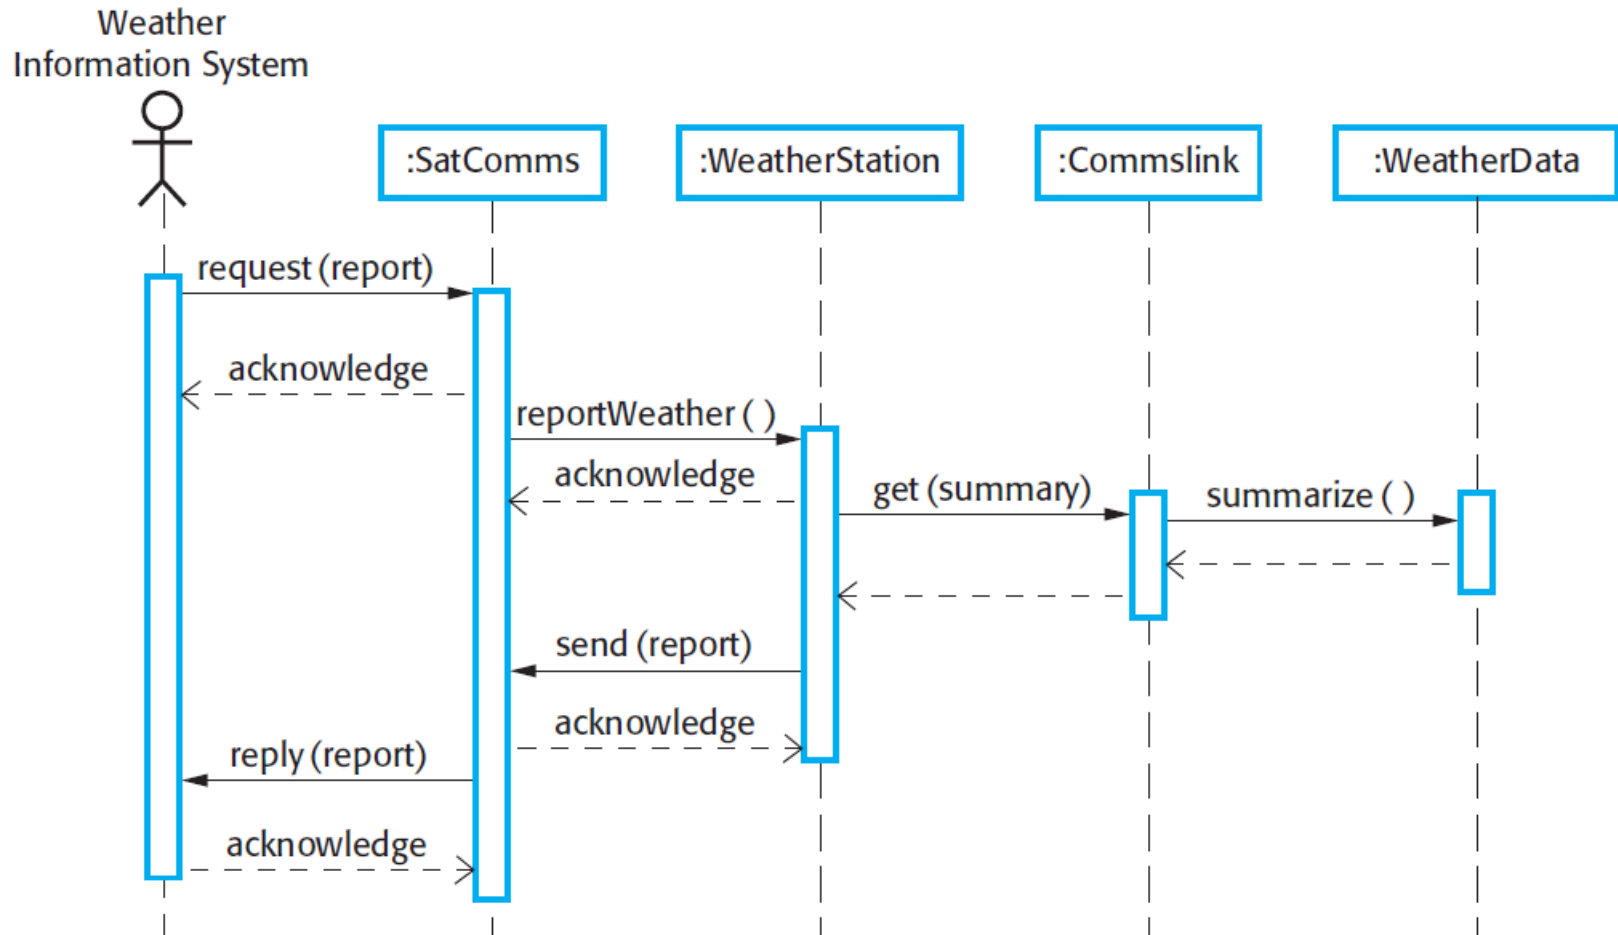 Weather
Information System
:SatComms
:WeatherStation
:Commslink
:WeatherData
request (report)
acknowledge
reportWeather ( )
acknowledge
get (summary)
summarize ( )
send (report)
acknowledge
reply (report)
acknowledge